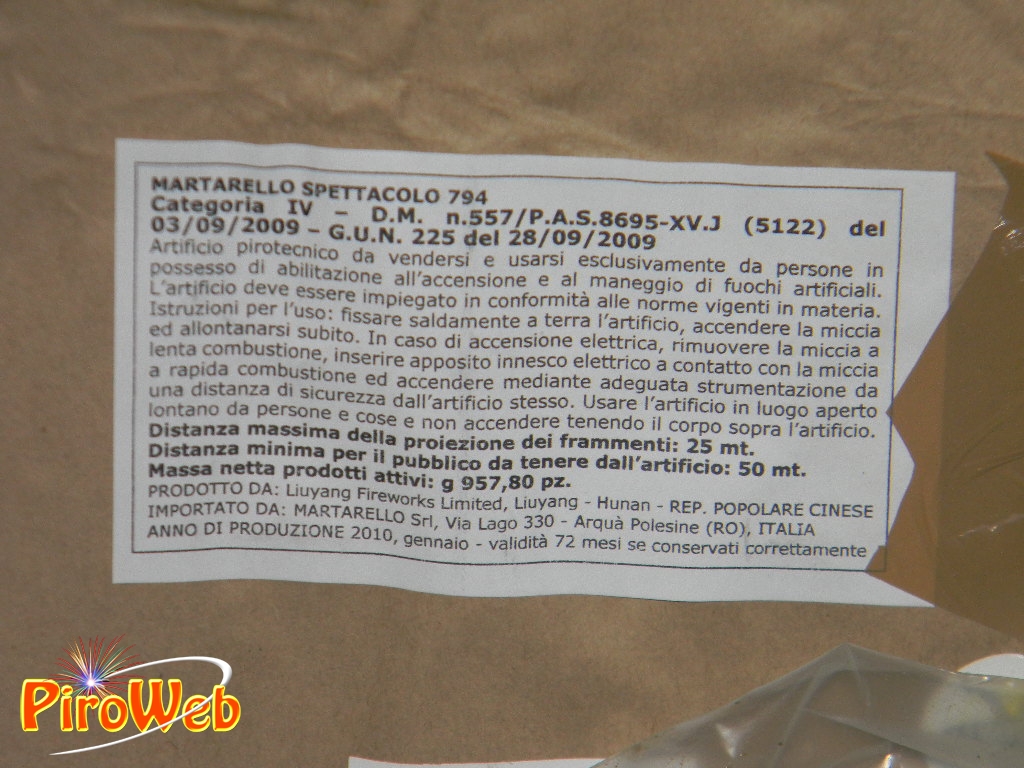 MARTARELLO SPETTACOLO 794
Categoria IV – D.M. n.557/P.A.S.8695-XV.J (5122) del
03/09/2009 – G.U.N. 225 del 28/09/2009
Artificio pirotecnico da vendersi e usarsi esclusivamente da persone in
possesso di abilitazione all'accensione e al maneggio di fuochi artificiali.
L'artificio deve essere impiegato in conformità alle norme vigenti in materia.
Istruzioni per l'uso: fissare saldamente a terra l'artificio, accendere la miccia
ed allontanarsi subito. In caso di accensione elettrica, rimuovere la miccia a
lenta combustione, inserire apposito innesco elettrico a contatto con la miccia
a rapida combustione ed accendere mediante adeguata strumentazione da
una distanza di sicurezza dall'artificio stesso. Usare l'artificio in luogo aperto
lontano da persone e cose e non accendere tenendo il corpo sopra l'artificio.
Distanza massima della proiezione dei frammenti: 25 mt.
Distanza minima per il pubblico da tenere dall'artificio: 50 mt.
Massa netta prodotti attivi: g 957,80 pz.
PRODOTTO DA: Liuyang Fireworks Limited, Liuyang - Hunan - REP. POPOLARE CINESE
IMPORTATO DA: MARTARELLO Srl, Via Lago 330 - Arquà Polesine (RO), ITALIA
ANNO DI PRODUZIONE 2010, gennaio - validità 72 mesi se conservati correttamente
PiroWeb